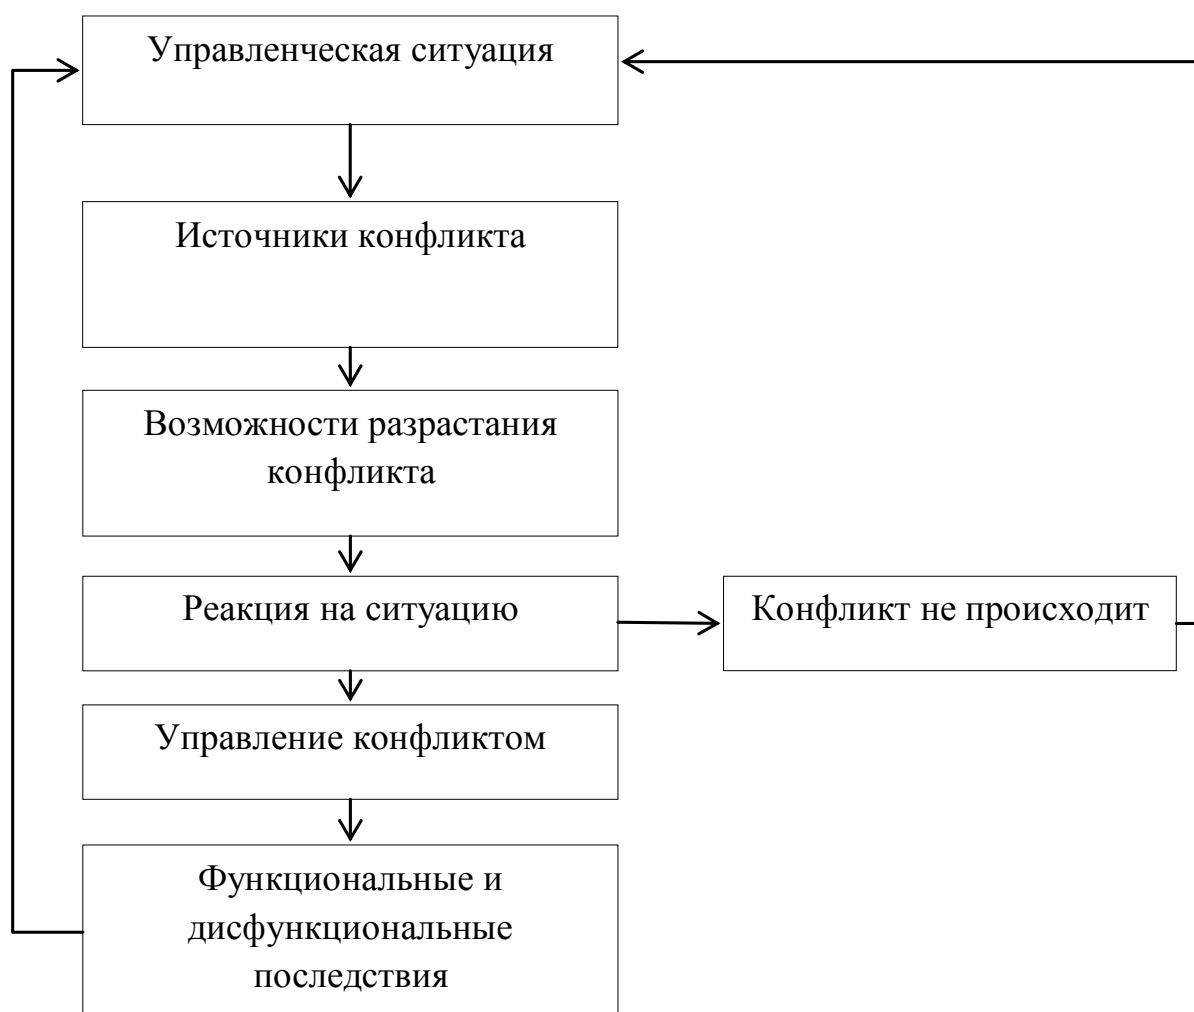 Управленческая ситуация
Источники конфликта
Возможности разрастания
конфликта
Реакция на ситуацию
Конфликт не происходит
Управление конфликтом
Функциональные и
дисфункциональные
последствия